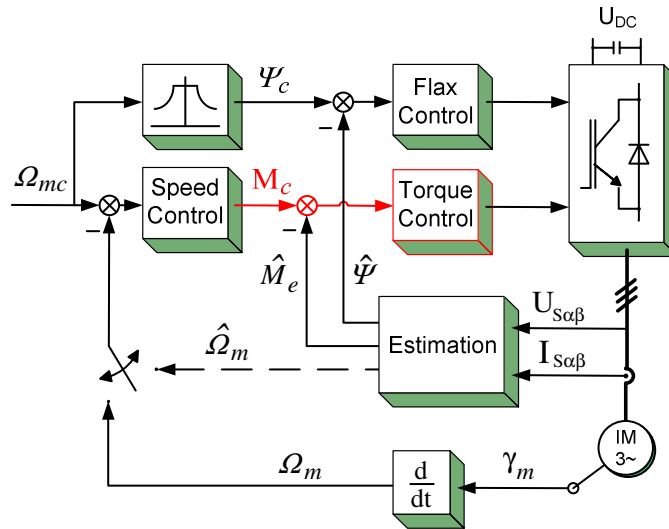 U_DC
Ψ_c
Flax
Control
Ω_mc
Speed
Control
M_c
Torque
Control
M̂_e
Ψ̂
Estimation
U_Sαβ
I_Sαβ
Ω̂_m
IM
3~
Ω_m
d
dt
γ_m